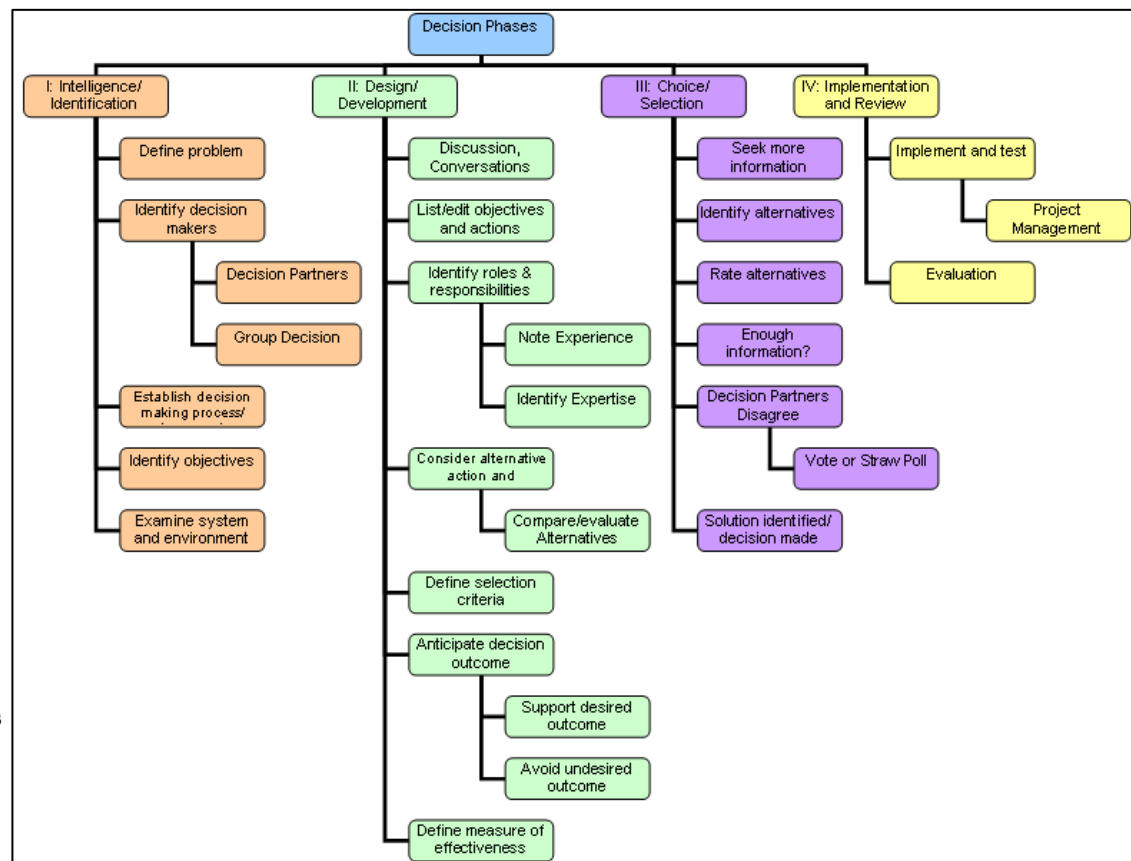 Decision Phases
I: Intelligence/
Identification
Define problem
Identify decision
makers
Decision Partners
Group Decision
Establish decision
making process/
Identify objectives
Examine system
and environment
II: Design/
Development
Discussion,
Conversations
List/edit objectives
and actions
Identify roles &
responsibilities
Note Experience
Identify Expertise
Consider alternative
action and
Compare/evaluate
Alternatives
Define selection
criteria
Anticipate decision
outcome
Support desired
outcome
Avoid undesired
outcome
Define measure of
effectiveness
III: Choice/
Selection
Seek more
information
Identify alternatives
Rate alternatives
Enough
information?
Decision Partners
Disagree
Vote or Straw Poll
Solution identified/
decision made
IV: Implementation
and Review
Implement and test
Project
Management
Evaluation